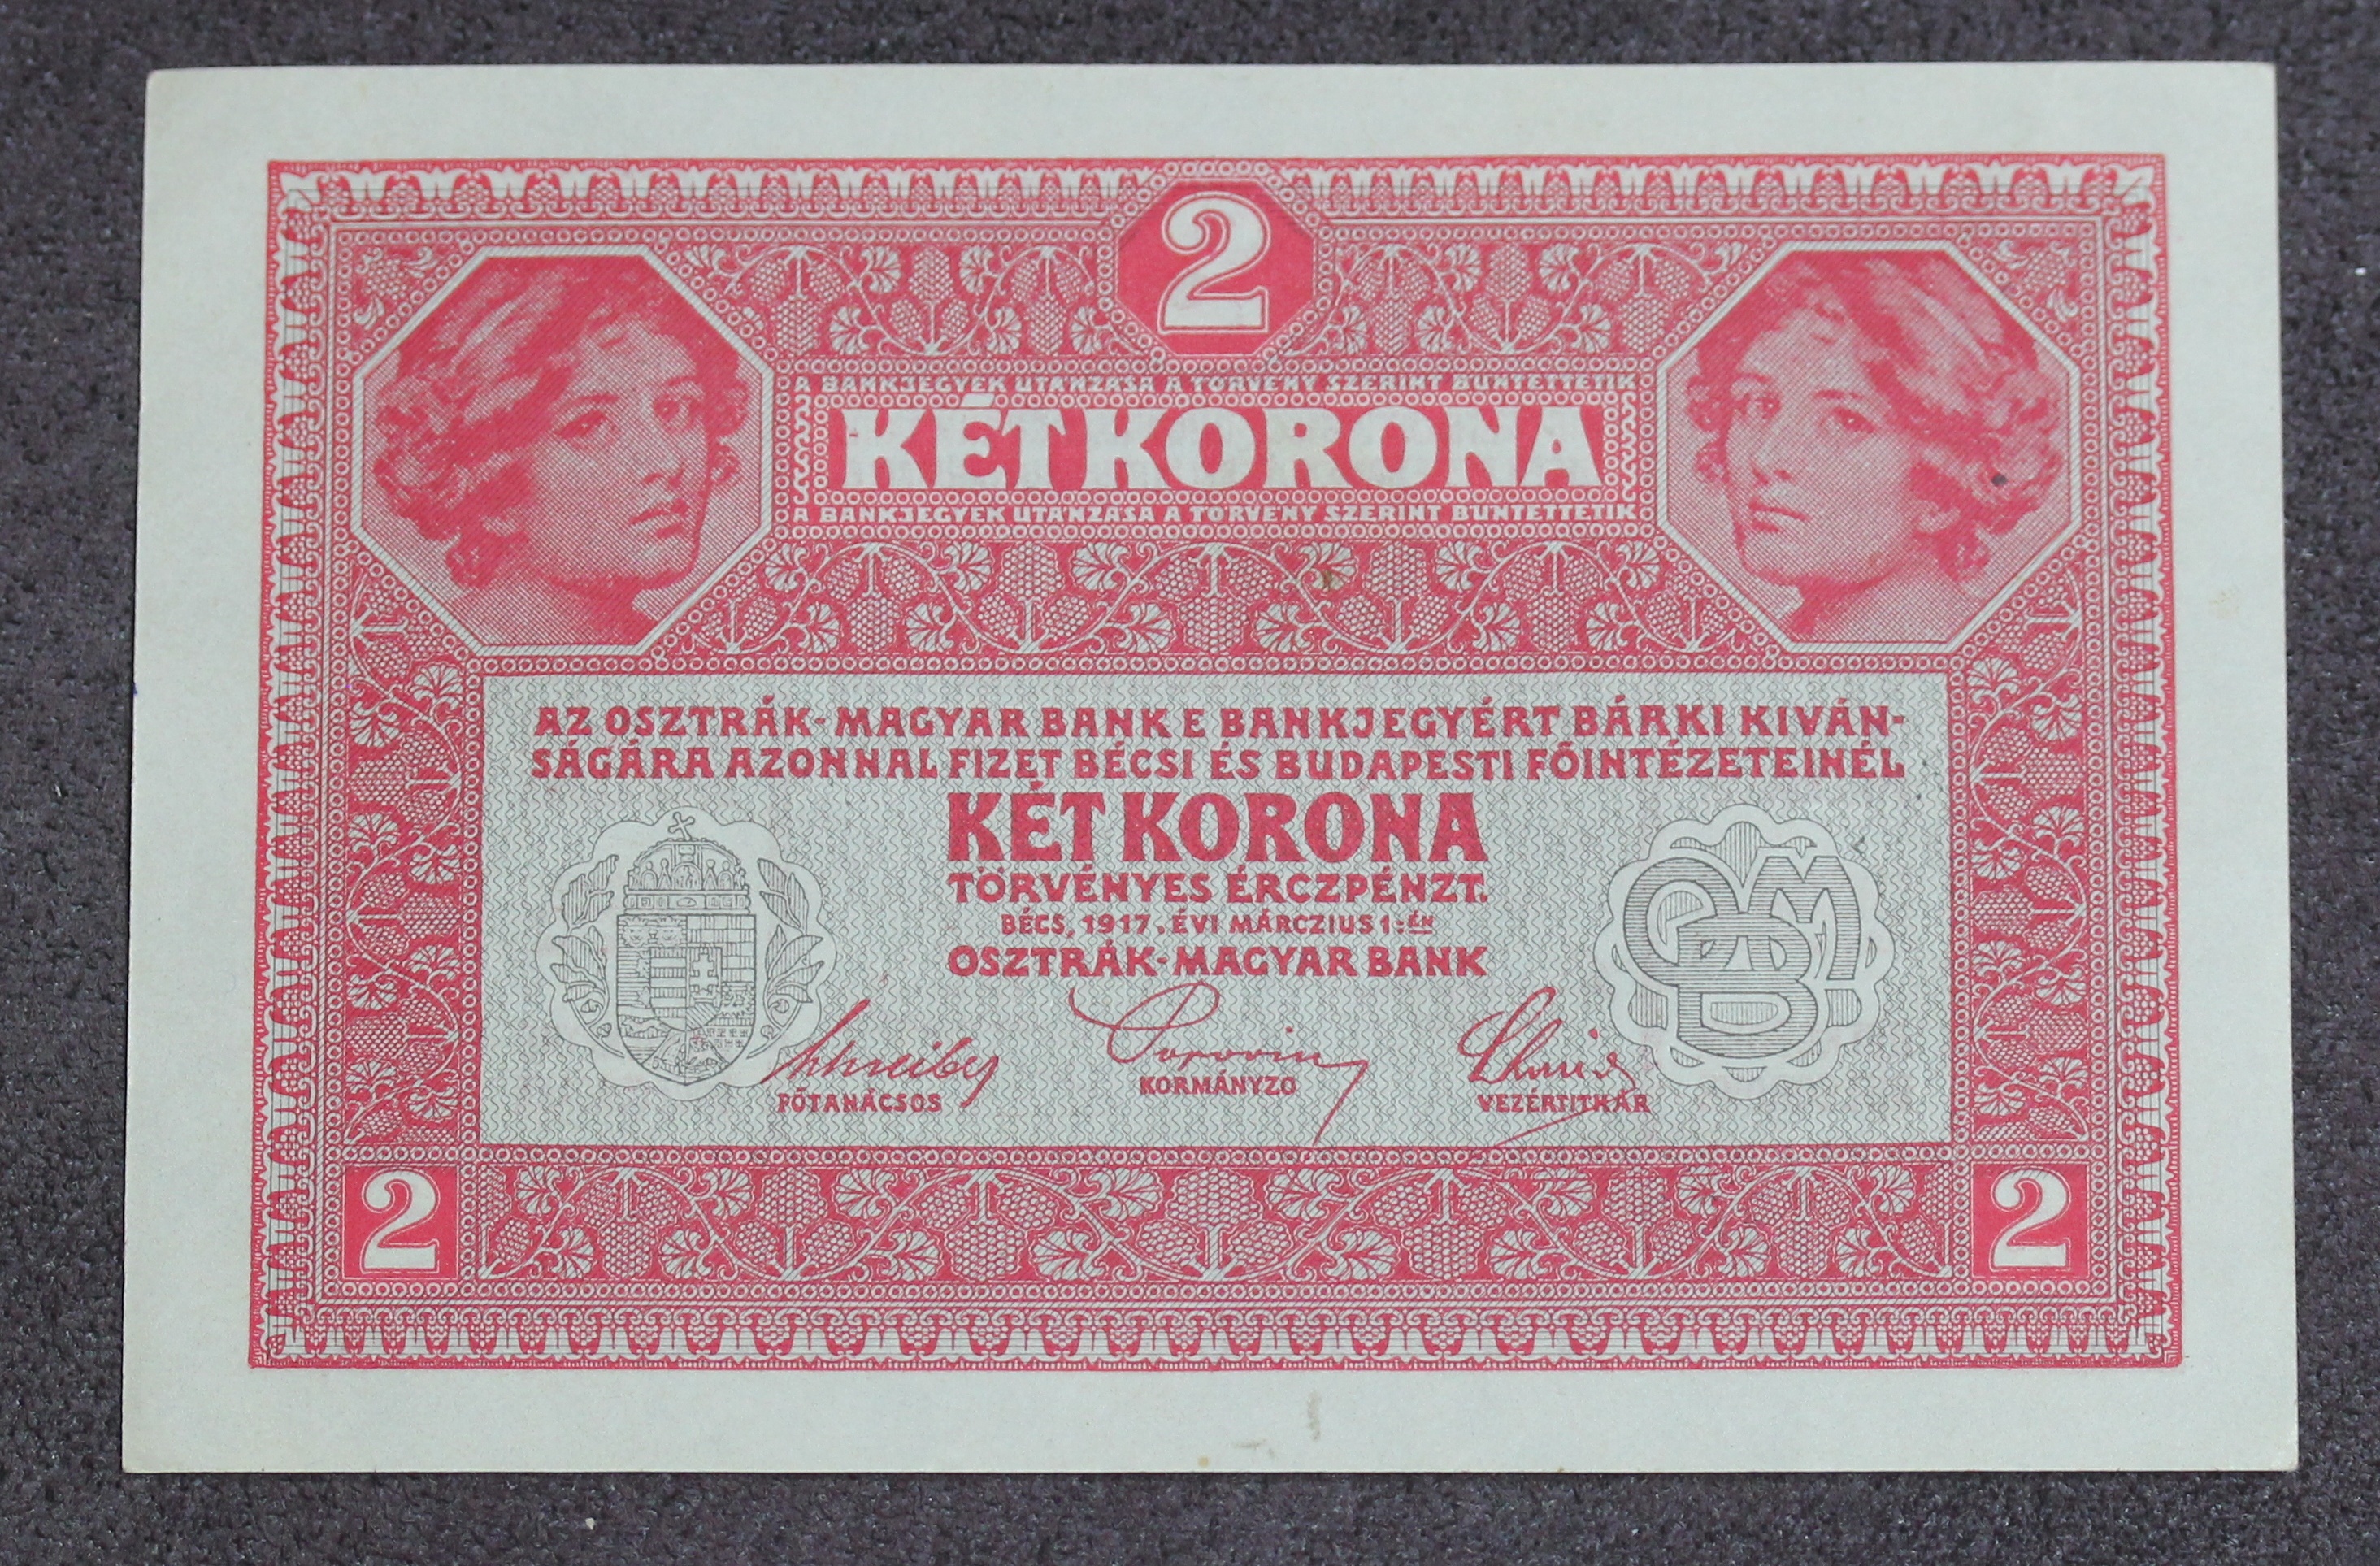 2
A BANKJEGYEK UTÁNZÁSA A TÖRVÉNY SZERINT BÜNTETTETIK
KÉT KORONA
A BANKJEGYEK UTÁNZÁSA A TÖRVÉNY SZERINT BÜNTETTETIK
AZ OSZTRÁK-MAGYAR BANK E BANKJEGYÉRT BÁRKI KIVÁN-
SÁGÁRA AZONNAL FIZET BÉCSI ÉS BUDAPESTI FŐINTÉZETEINÉL
KÉT KORONA
TÖRVÉNYES ÉRCZPÉNZT.
BÉCS, 1917. ÉVI MÁRCZIUS 1:ÉN
OSZTRÁK-MAGYAR BANK
Popovics
FŐTANÁCSOS KORMÁNYZO VEZÉRTITKÁR
2 2